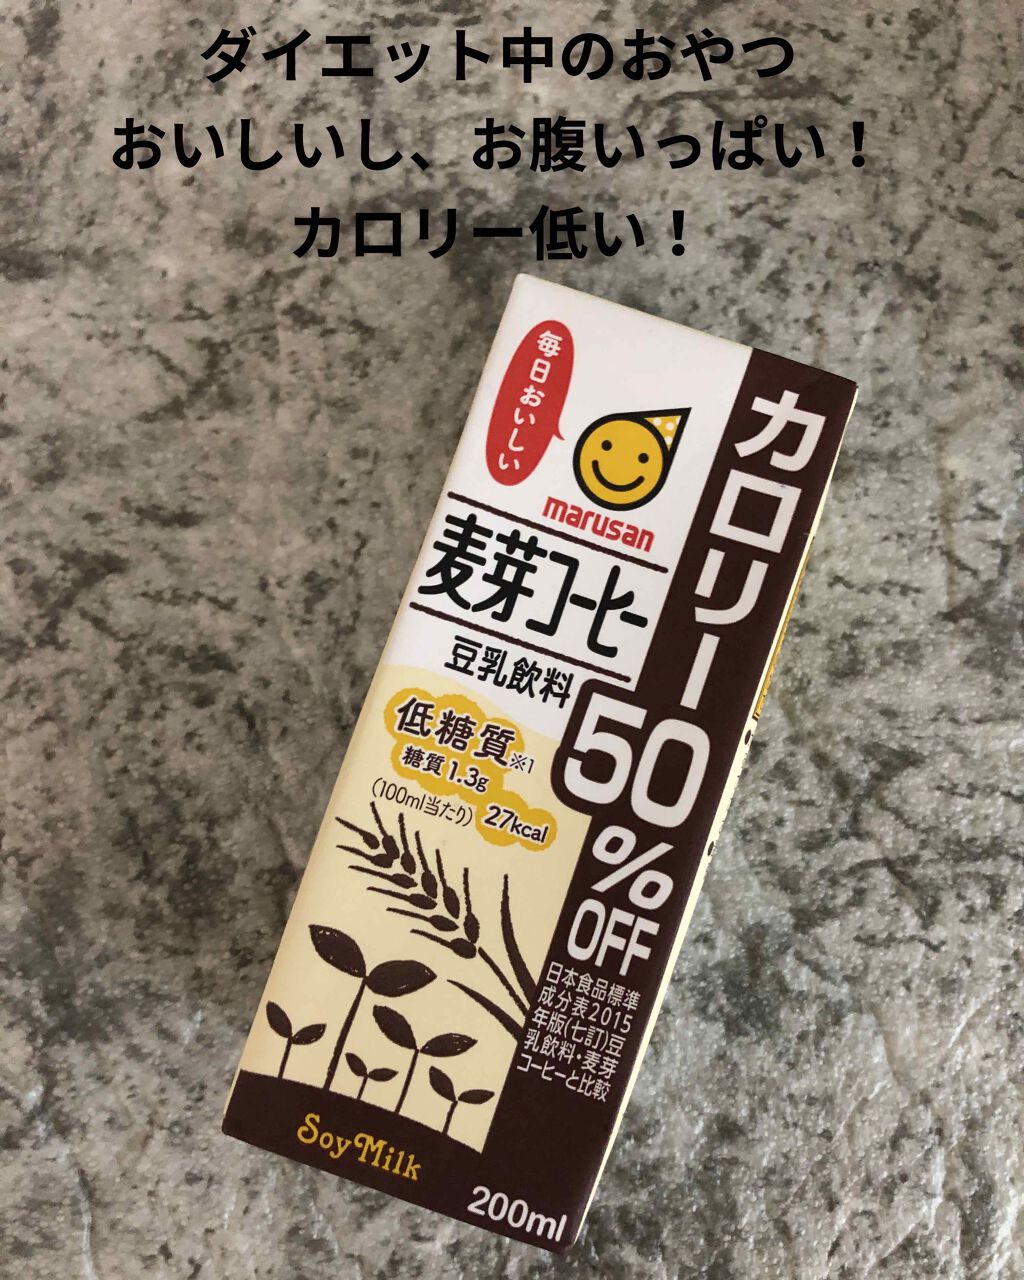 ダイエット中のおやつ
おいしいし、お腹いっぱい！
カロリー低い！
毎日おいしい
marusan
麦芽コーヒー
豆乳飲料
カロリー50%OFF
低糖質※1
糖質1.3g
(100ml当たり) 27kcal
日本食品標準
成分表2015
年版(七訂)豆
乳飲料・麦芽
コーヒーと比較
Soy Milk
200ml